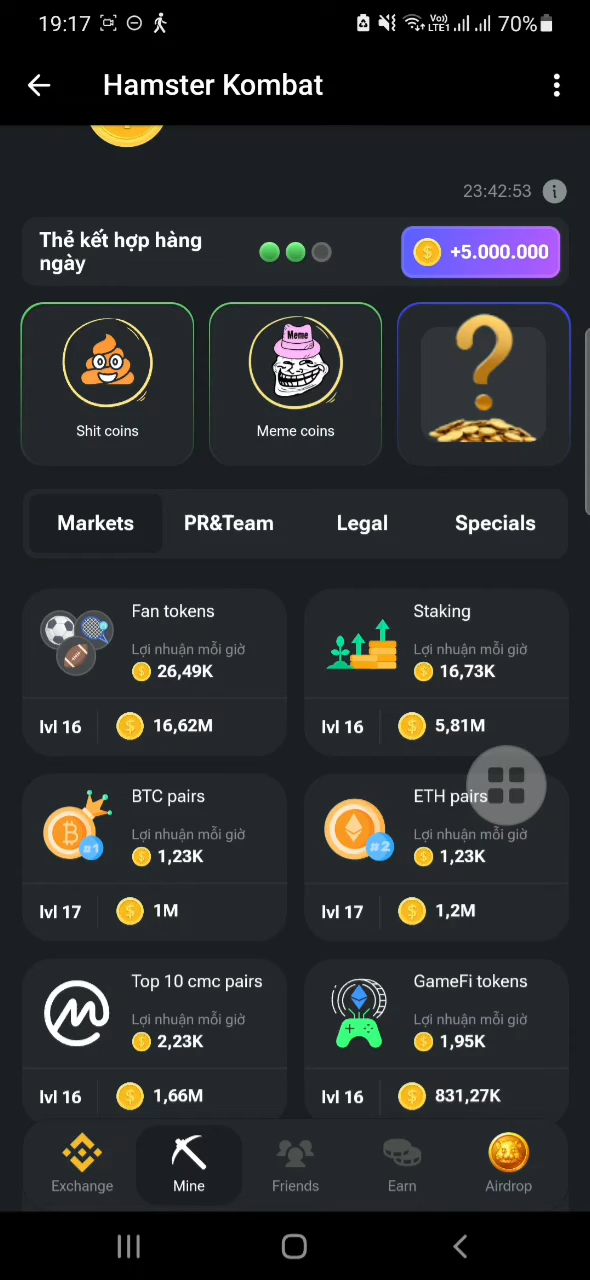 19:17
Vo))
LTE1
70%
Hamster Kombat
23:42:53
Thẻ kết hợp hàng
ngày
+5.000.000
Meme
Shit coins
Meme coins
Markets
PR&Team
Legal
Specials
Fan tokens
Lợi nhuận mỗi giờ
26,49K
lvl 16
16,62M
Staking
Lợi nhuận mỗi giờ
16,73K
lvl 16
5,81M
BTC pairs
#1
Lợi nhuận mỗi giờ
1,23K
lvl 17
1M
ETH pairs
#2
Lợi nhuận mỗi giờ
1,23K
lvl 17
1,2M
Top 10 cmc pairs
Lợi nhuận mỗi giờ
2,23K
lvl 16
1,66M
GameFi tokens
Lợi nhuận mỗi giờ
1,95K
lvl 16
831,27K
Exchange
Mine
Friends
Earn
Airdrop